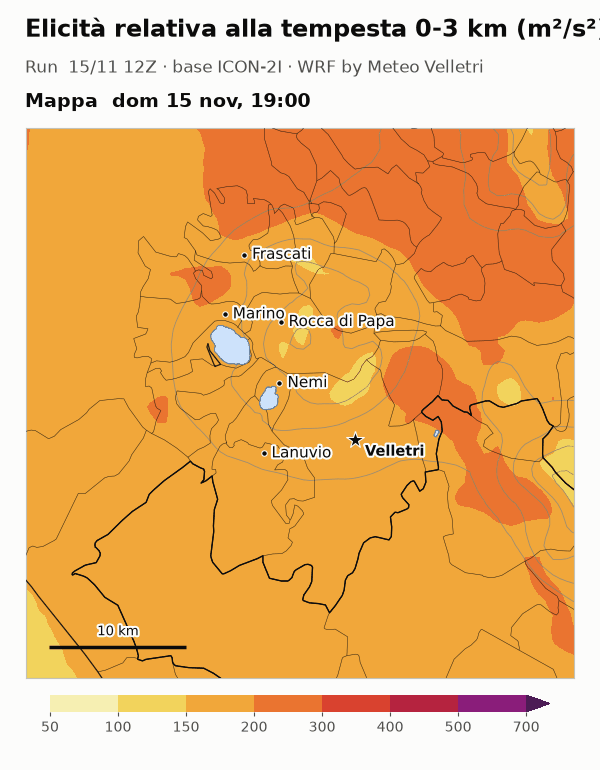 Elicità relativa alla tempesta 0-3 km (m²/s²)
Run  15/11 12Z · base ICON-2I · WRF by Meteo Velletri
Mappa  dom 15 nov, 19:00
Frascati
Marino
Rocca di Papa
Nemi
Velletri
Lanuvio
10 km
50 100 150 200 300 400 500 700